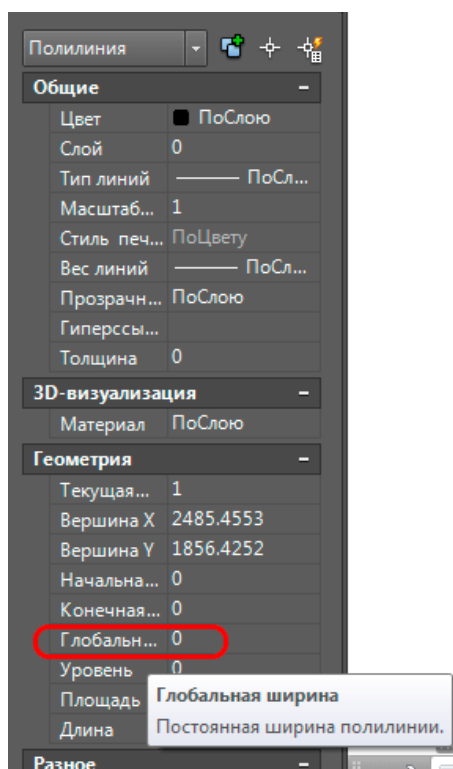 Полилиния
Общие
Цвет ПоСлою
Слой 0
Тип линий ПоСл...
Масштаб... 1
Стиль печ... ПоЦвету
Вес линий ПоСл...
Прозрачн... ПоСлою
Гиперссы...
Толщина 0
3D-визуализация
Материал ПоСлою
Геометрия
Текущая... 1
Вершина X 2485.4553
Вершина Y 1856.4252
Начальна... 0
Конечная... 0
Глобальн... 0
Уровень 0
Площадь
Глобальная ширина
Длина
Постоянная ширина полилинии.
Разное